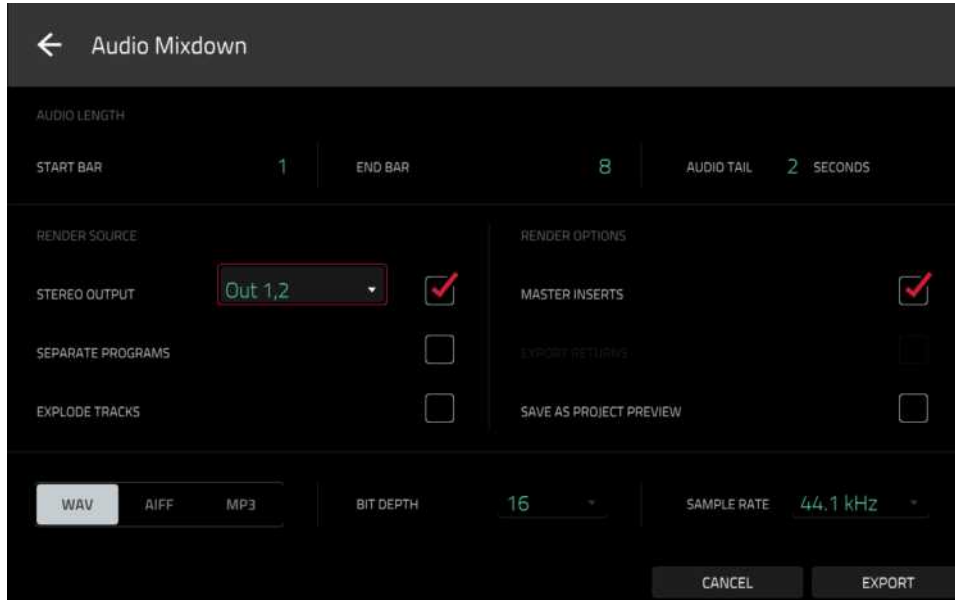 Audio Mixdown
AUDIO LENGTH
START BAR 1 END BAR 8 AUDIO TAIL 2 SECONDS
RENDER SOURCE RENDER OPTIONS
STEREO OUTPUT Out 1,2 MASTER INSERTS
SEPARATE PROGRAMS EXPORT RETURNS
EXPLODE TRACKS SAVE AS PROJECT PREVIEW
WAV AIFF MP3 BIT DEPTH 16 SAMPLE RATE 44.1 kHz
CANCEL EXPORT